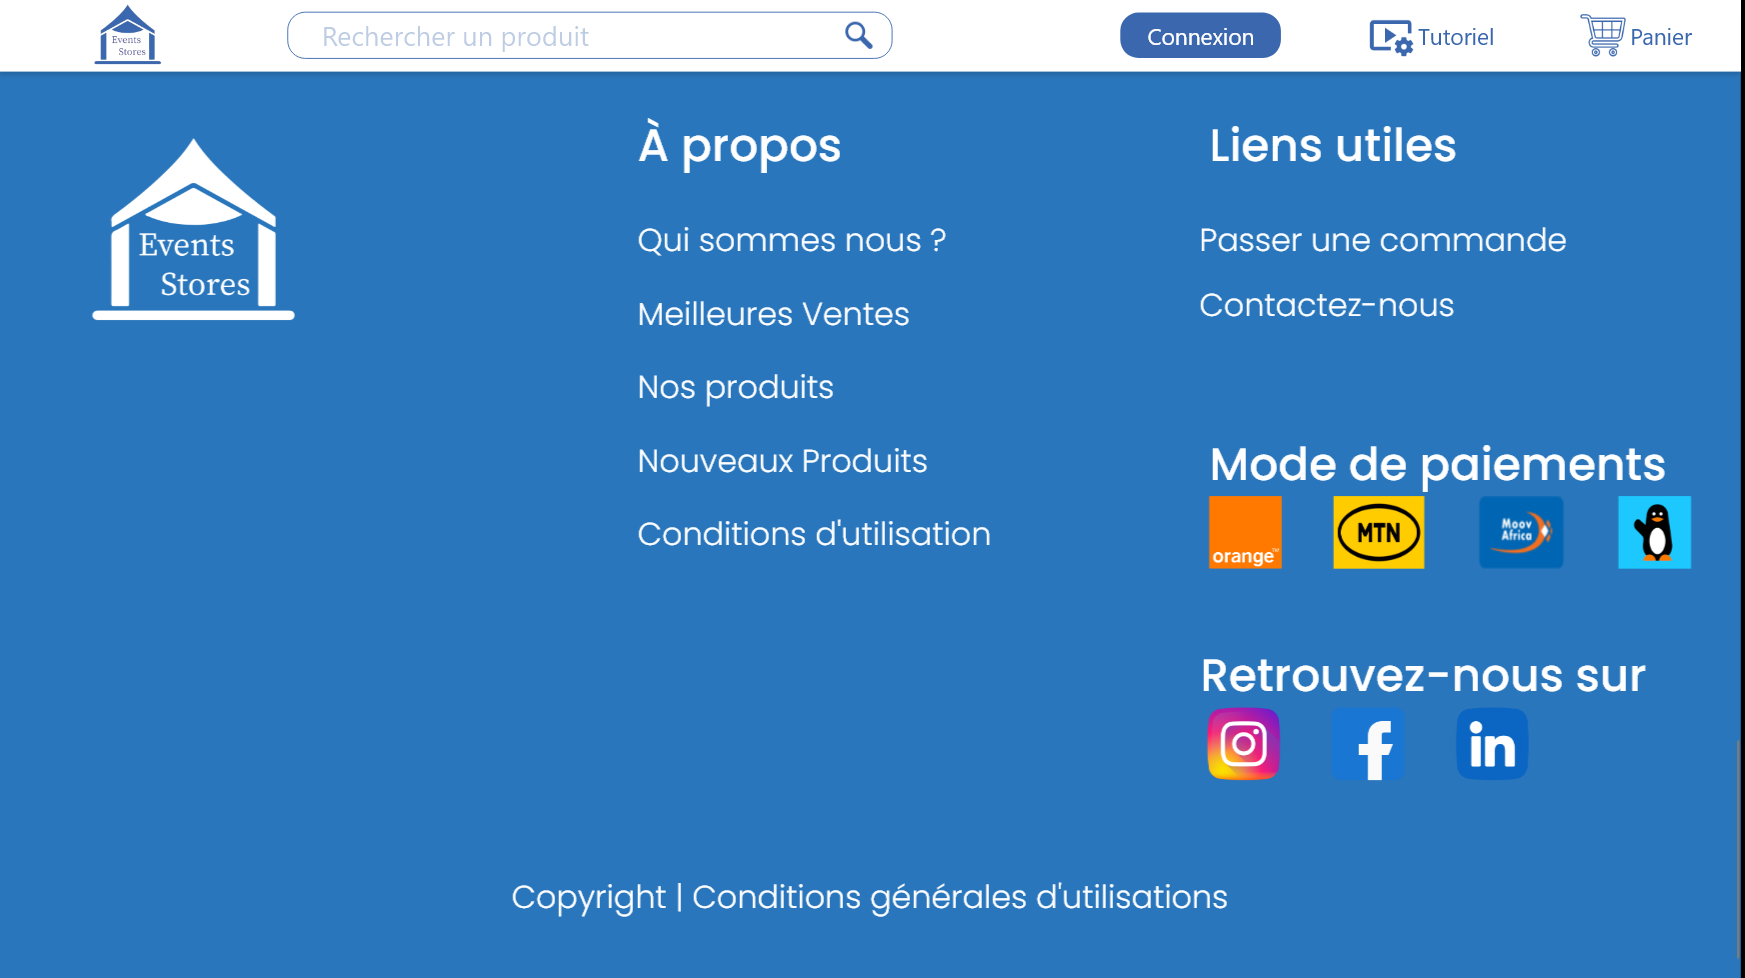 Events
Stores
Rechercher un produit
Connexion
Tutoriel
Panier
Events
Stores
À propos
Qui sommes nous ?
Meilleures Ventes
Nos produits
Nouveaux Produits
Conditions d'utilisation
Liens utiles
Passer une commande
Contactez-nous
Mode de paiements
orange™
MTN
Moov
Africa
Retrouvez-nous sur
in
Copyright | Conditions générales d'utilisations